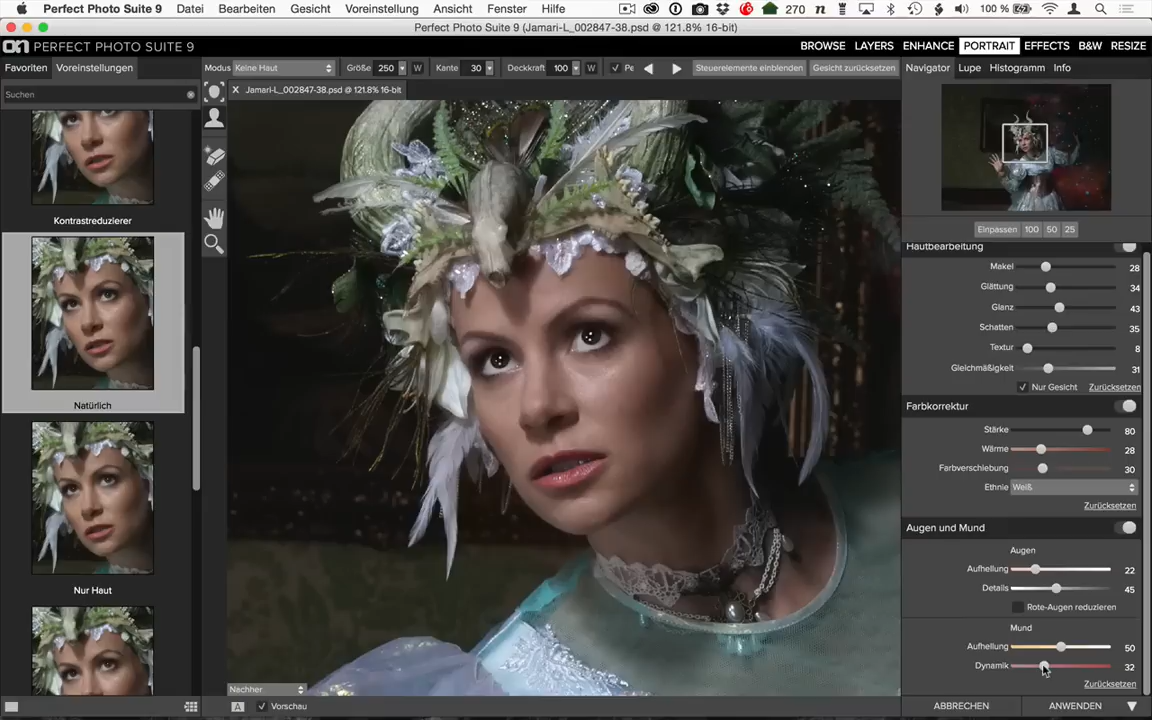 Perfect Photo Suite 9 Datei Bearbeiten Gesicht Voreinstellung Ansicht Fenster Hilfe 270 100 %
Perfect Photo Suite 9 (Jamari-L_002847-38.psd @ 121.8% 16-bit)
on PERFECT PHOTO SUITE 9 BROWSE LAYERS ENHANCE PORTRAIT EFFECTS B&W RESIZE
Favoriten Voreinstellungen Modus Keine Haut Größe 250 W Kante 30 Deckkraft 100 W Pe Steuerelemente einblenden Gesicht zurücksetzen Navigator Lupe Histogramm Info
Suchen
Jamari-L_002847-38.psd @ 121.8% 16-bit
Kontrastreduzierer
Natürlich
Nur Haut
Einpassen 100 50 25
Hautbearbeitung
Makel 28
Glättung 34
Glanz 43
Schatten 35
Textur 8
Gleichmäßigkeit 31
Nur Gesicht Zurücksetzen
Farbkorrektur
Stärke 80
Wärme 28
Farbverschiebung 30
Ethnie Weiß
Zurücksetzen
Augen und Mund
Augen
Aufhellung 22
Details 45
Rote-Augen reduzieren
Mund
Aufhellung 50
Dynamik 32
Zurücksetzen
Nachher
A Vorschau
ABBRECHEN ANWENDEN